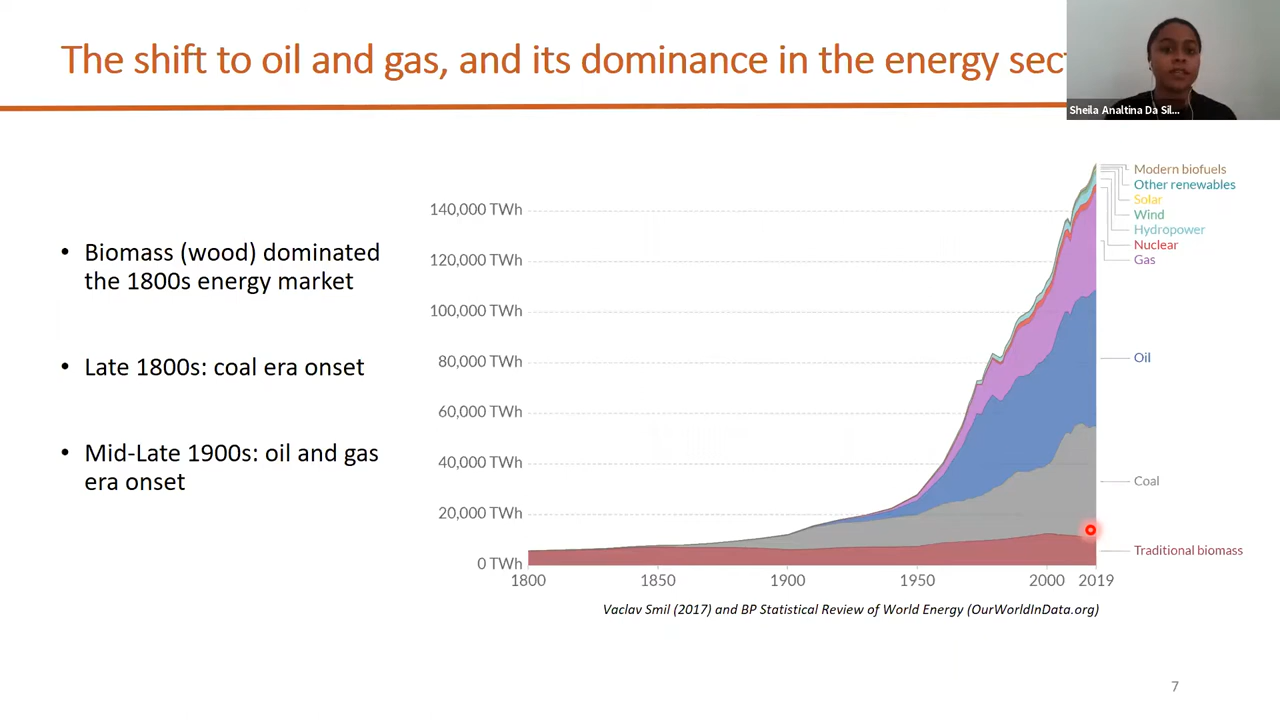 The shift to oil and gas, and its dominance in the energy sect
Sheila Analtina Da Sil...
• Biomass (wood) dominated
the 1800s energy market
• Late 1800s: coal era onset
• Mid-Late 1900s: oil and gas
era onset
140,000 TWh
120,000 TWh
100,000 TWh
80,000 TWh
60,000 TWh
40,000 TWh
20,000 TWh
0 TWh
1800
1850
1900
1950
2000
2019
Modern biofuels
Other renewables
Solar
Wind
Hydropower
Nuclear
Gas
Oil
Coal
Traditional biomass
Vaclav Smil (2017) and BP Statistical Review of World Energy (OurWorldInData.org)
7